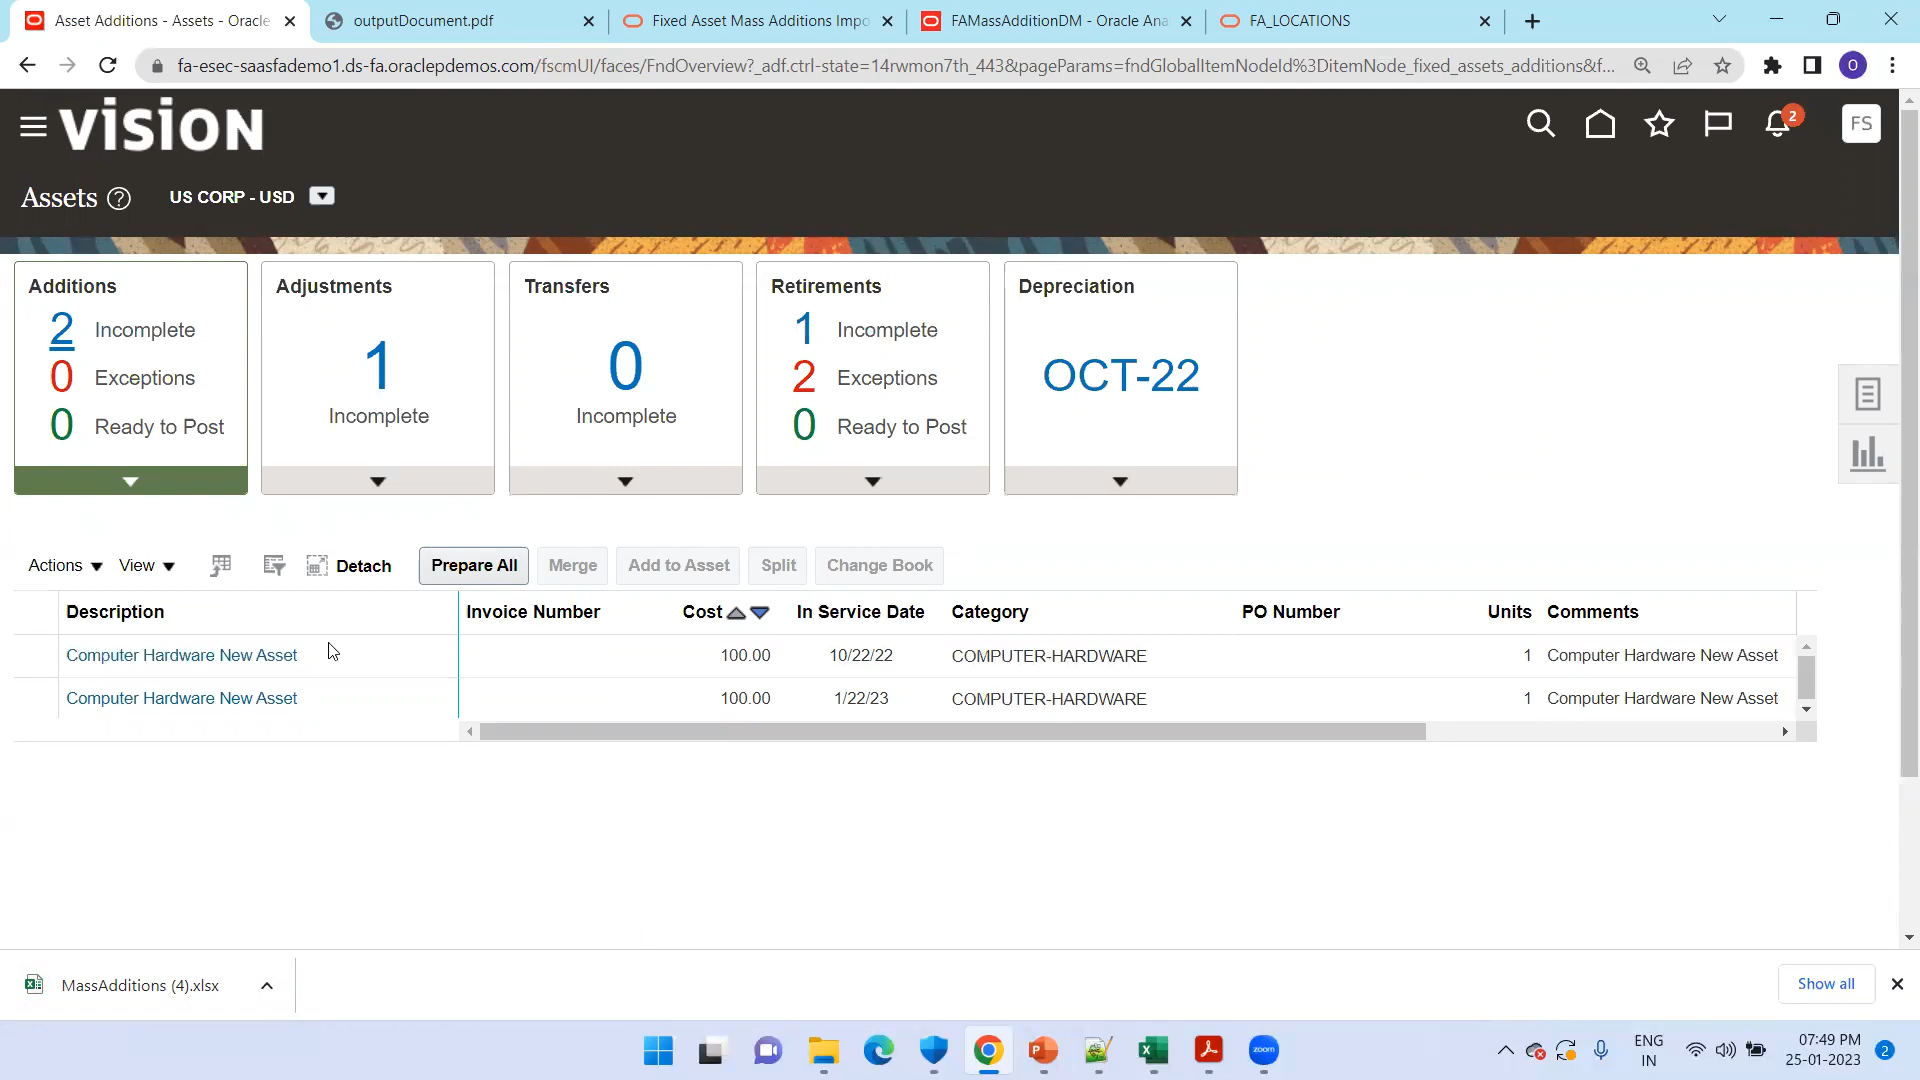 Asset Additions - Assets - Oracle
outputDocument.pdf
Fixed Asset Mass Additions Impo
FAMassAdditionDM - Oracle Ana
FA_LOCATIONS
fa-esec-saasfademo1.ds-fa.oraclepdemos.com/fscmUI/faces/FndOverview?_adf.ctrl-state=14rwmon7th_443&pageParams=fndGlobalItemNodeId%3DitemNode_fixed_assets_additions&f...
O
VISION
2
FS
Assets ? US CORP - USD
Additions
2 Incomplete
0 Exceptions
0 Ready to Post
Adjustments
1
Incomplete
Transfers
0
Incomplete
Retirements
1 Incomplete
2 Exceptions
0 Ready to Post
Depreciation
OCT-22
Actions View Detach Prepare All Merge Add to Asset Split Change Book
Description Invoice Number Cost In Service Date Category PO Number Units Comments
Computer Hardware New Asset 100.00 10/22/22 COMPUTER-HARDWARE 1 Computer Hardware New Asset
Computer Hardware New Asset 100.00 1/22/23 COMPUTER-HARDWARE 1 Computer Hardware New Asset
MassAdditions (4).xlsx
Show all
zoom
ENG
IN
07:49 PM
25-01-2023
2